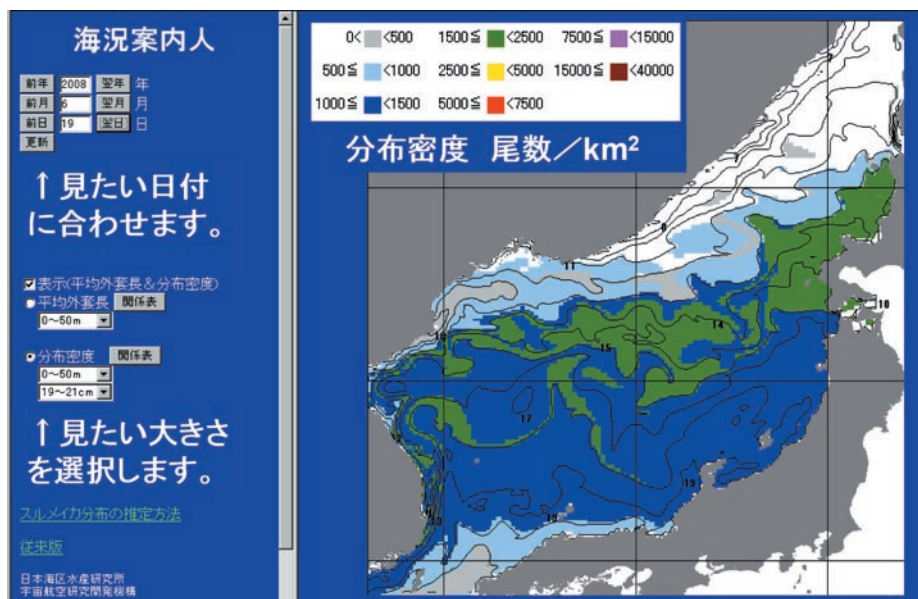 海況案内人
前年 2008 翌年 年
前月 6 翌月 月
前日 19 翌日 日
更新
↑見たい日付
に合わせます。
表示(平均外套長&分布密度)
平均外套長 関係表
0～50m
分布密度 関係表
0～50m
19～21cm
↑見たい大きさ
を選択します。
スルメイカ分布の推定方法
従来版
日本海区水産研究所
宇宙航空研究開発機構
0< <500 1500≦ <2500 7500≦ <15000
500≦ <1000 2500≦ <5000 15000≦ <40000
1000≦ <1500 5000≦ <7500
分布密度 尾数／km²
7
8
11
10
14
15
17
19